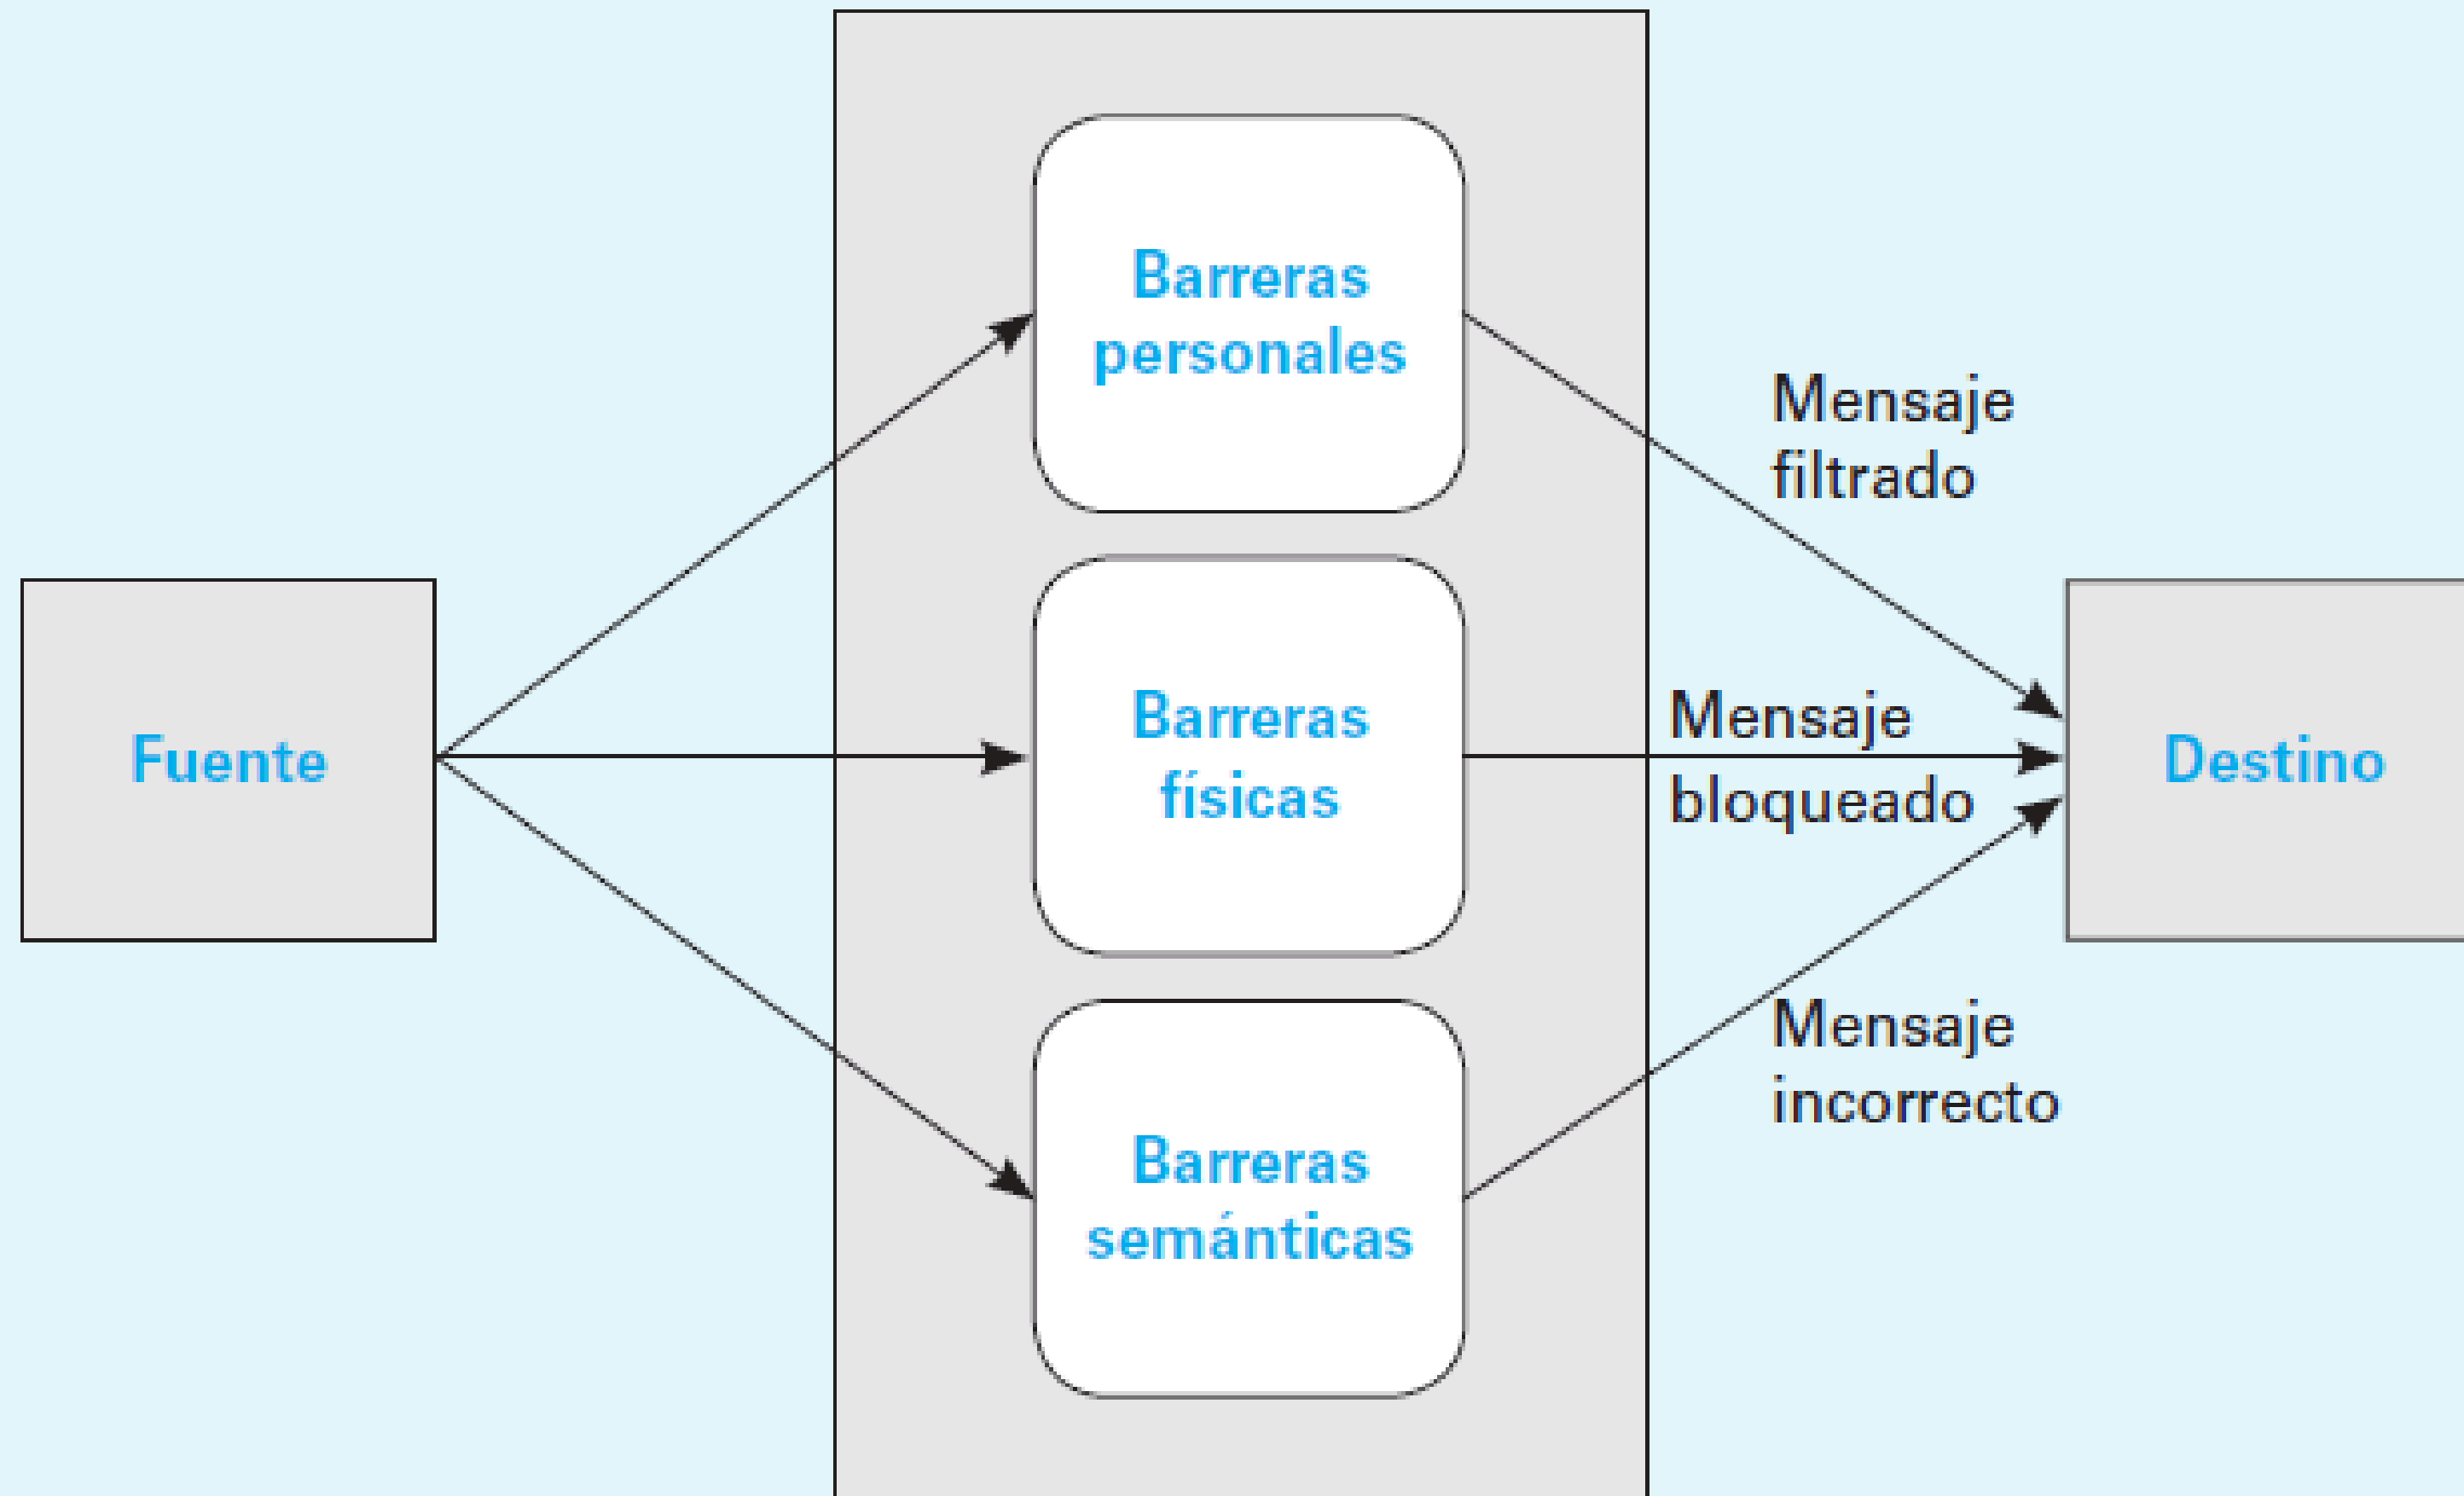 Fuente
Barreras
personales
Barreras
físicas
Barreras
semánticas
Mensaje
filtrado
Mensaje
bloqueado
Mensaje
incorrecto
Destino